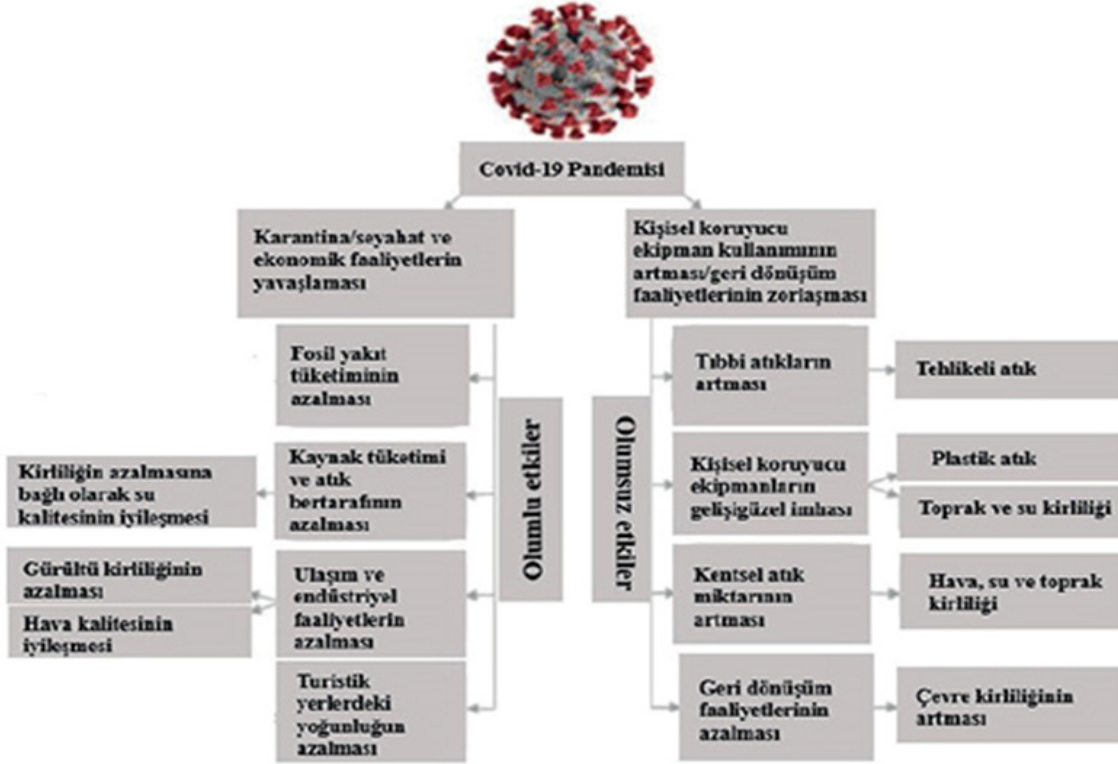 Covid-19 Pandemisi
Karantina/seyahat ve
ekonomik faaliyetlerin
yavaşlaması
Kişisel koruyucu
ekipman kullanımının
artması/geri dönüşüm
faaliyetlerinin zorlaşması
Olumlu etkiler
Fosil yakıt
tüketiminin
azalması
Kaynak tüketimi
ve atık
bertarafının
azalması
Kirliliğin azalmasına
bağlı olarak su
kalitesinin iyileşmesi
Ulaşım ve
endüstriyel
faaliyetlerin
azalması
Gürültü kirliliğinin
azalması
Hava kalitesinin
iyileşmesi
Turistik
yerlerdeki
yoğunluğun
azalması
Olumsuz etkiler
Tıbbi atıkların
artması
Tehlikeli atık
Kişisel koruyucu
ekipmanların
gelişigüzel imhası
Plastik atık
Toprak ve su kirliliği
Kentsel atık
miktarının
artması
Hava, su ve toprak
kirliliği
Geri dönüşüm
faaliyetlerinin
azalması
Çevre kirliliğinin
artması